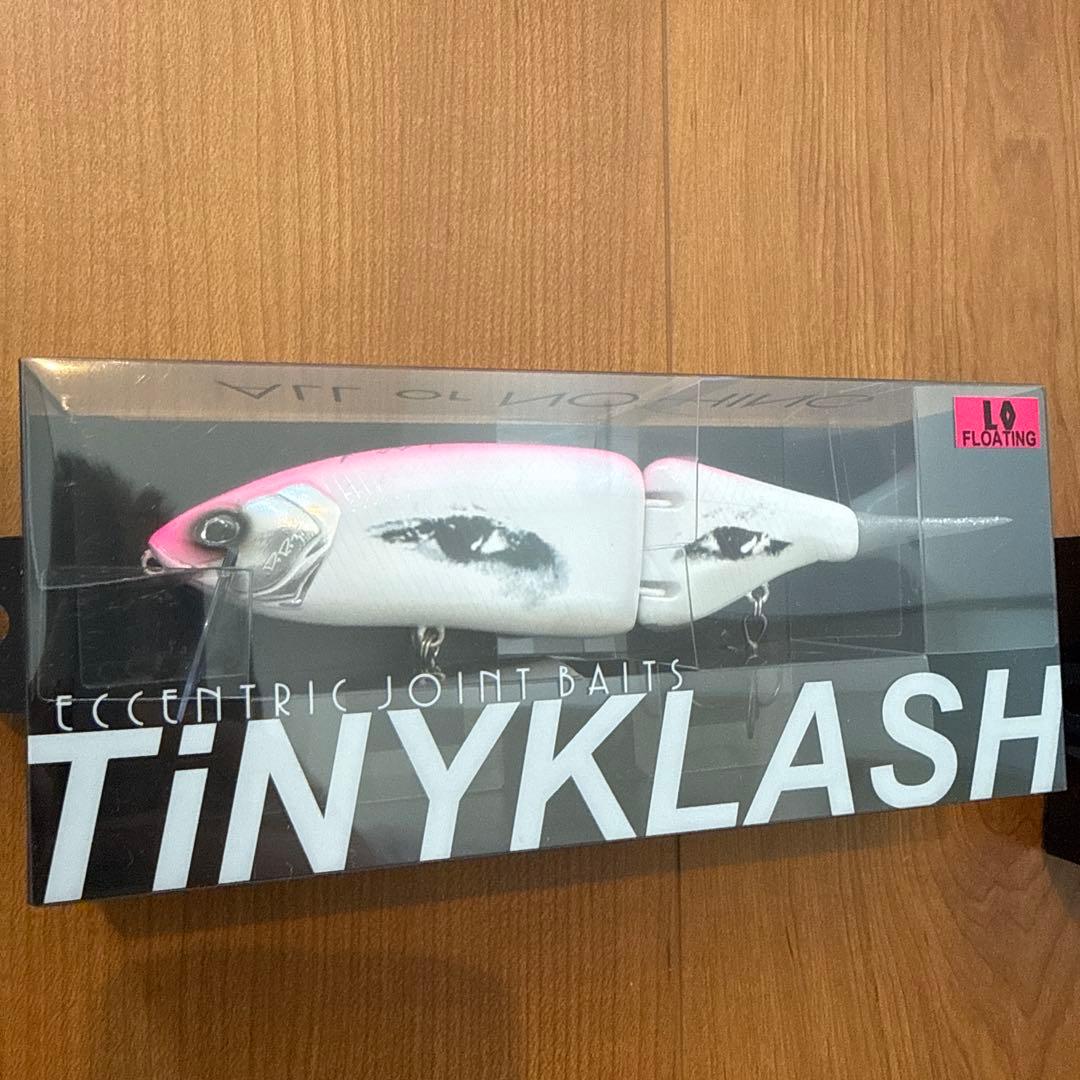 ALL OR NOTHING
LO
FLOATING
ECCENTRIC JOINT BAITS
TiNYKLASH